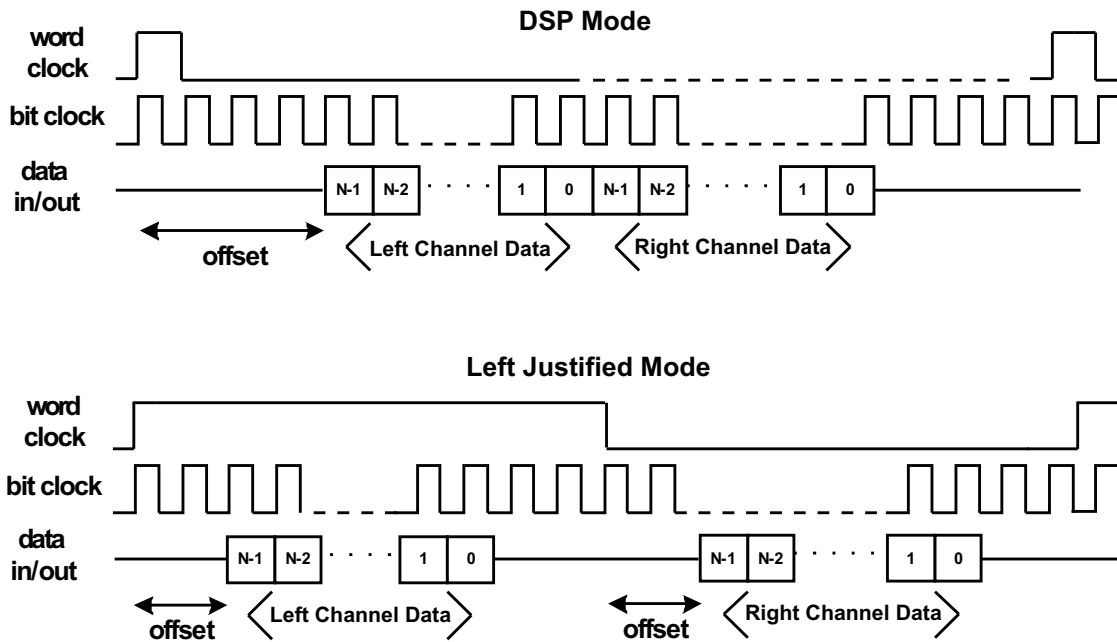 DSP Mode
word
clock
bit clock
data
in/out
N-1 N-2 1 0 N-1 N-2 1 0
offset
Left Channel Data
Right Channel Data
Left Justified Mode
word
clock
bit clock
data
in/out
N-1 N-2 1 0 N-1 N-2 1 0
offset
Left Channel Data
offset
Right Channel Data